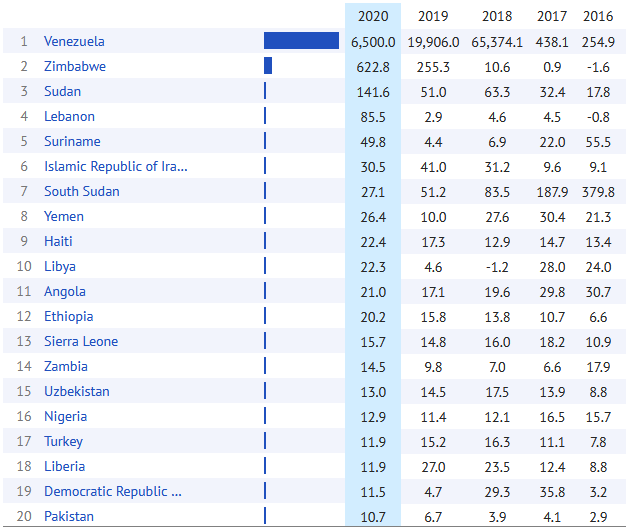 2020 2019 2018 2017 2016
1 Venezuela 6,500.0 19,906.0 65,374.1 438.1 254.9
2 Zimbabwe 622.8 255.3 10.6 0.9 -1.6
3 Sudan 141.6 51.0 63.3 32.4 17.8
4 Lebanon 85.5 2.9 4.6 4.5 -0.8
5 Suriname 49.8 4.4 6.9 22.0 55.5
6 Islamic Republic of Ira... 30.5 41.0 31.2 9.6 9.1
7 South Sudan 27.1 51.2 83.5 187.9 379.8
8 Yemen 26.4 10.0 27.6 30.4 21.3
9 Haiti 22.4 17.3 12.9 14.7 13.4
10 Libya 22.3 4.6 -1.2 28.0 24.0
11 Angola 21.0 17.1 19.6 29.8 30.7
12 Ethiopia 20.2 15.8 13.8 10.7 6.6
13 Sierra Leone 15.7 14.8 16.0 18.2 10.9
14 Zambia 14.5 9.8 7.0 6.6 17.9
15 Uzbekistan 13.0 14.5 17.5 13.9 8.8
16 Nigeria 12.9 11.4 12.1 16.5 15.7
17 Turkey 11.9 15.2 16.3 11.1 7.8
18 Liberia 11.9 27.0 23.5 12.4 8.8
19 Democratic Republic ... 11.5 4.7 29.3 35.8 3.2
20 Pakistan 10.7 6.7 3.9 4.1 2.9